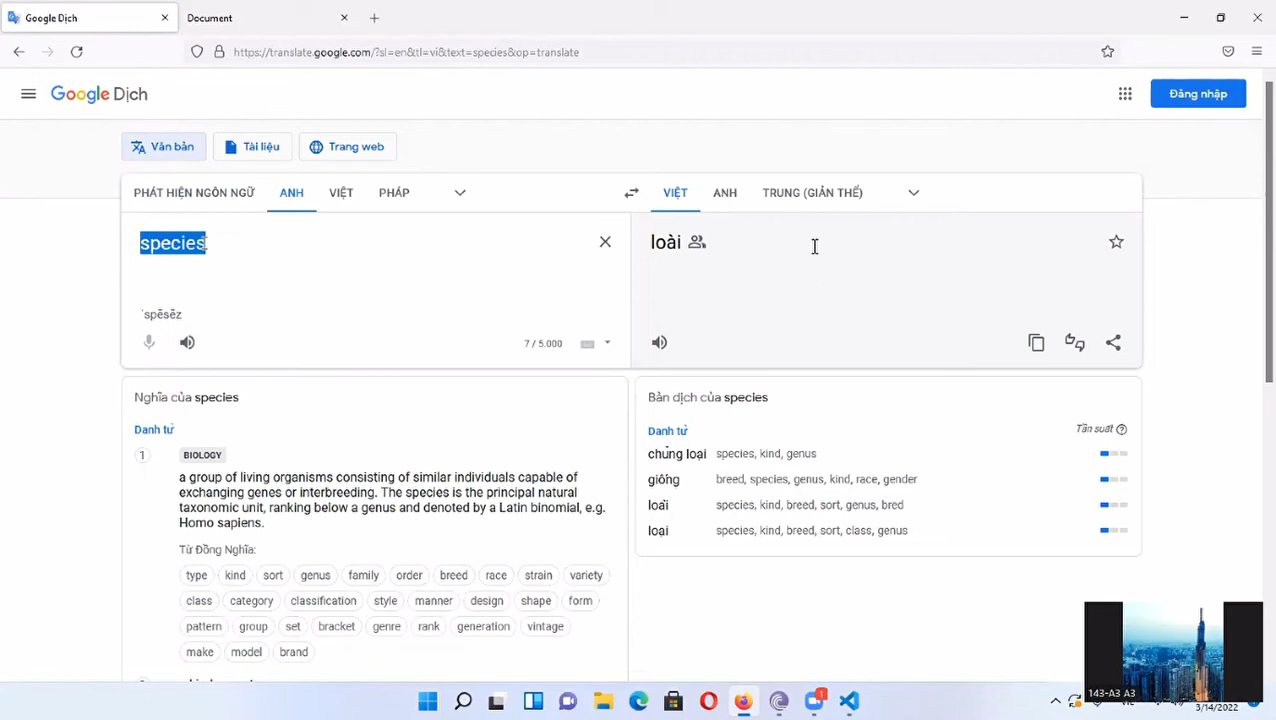 Google Dịch
Document
https://translate.google.com/?sl=en&tl=vi&text=species&op=translate
Google Dịch
Đăng nhập
Văn bản
Tài liệu
Trang web
PHÁT HIỆN NGÔN NGỮ
ANH
VIỆT
PHÁP
VIỆT
ANH
TRUNG (GIẢN THỂ)
species
loài
ˈspēsēz
7 / 5.000
Nghĩa của species
Danh từ
1
BIOLOGY
a group of living organisms consisting of similar individuals capable of
exchanging genes or interbreeding. The species is the principal natural
taxonomic unit, ranking below a genus and denoted by a Latin binomial, e.g.
Homo sapiens.
Từ Đồng Nghĩa:
type kind sort genus family order breed race strain variety
class category classification style manner design shape form
pattern group set bracket genre rank generation vintage
make model brand
Bản dịch của species
Danh từ
Tần suất
chủng loại species, kind, genus
giống breed, species, genus, kind, race, gender
loài species, kind, breed, sort, genus, bred
loại species, kind, breed, sort, class, genus
143-A3 A3
1
3/14/2022